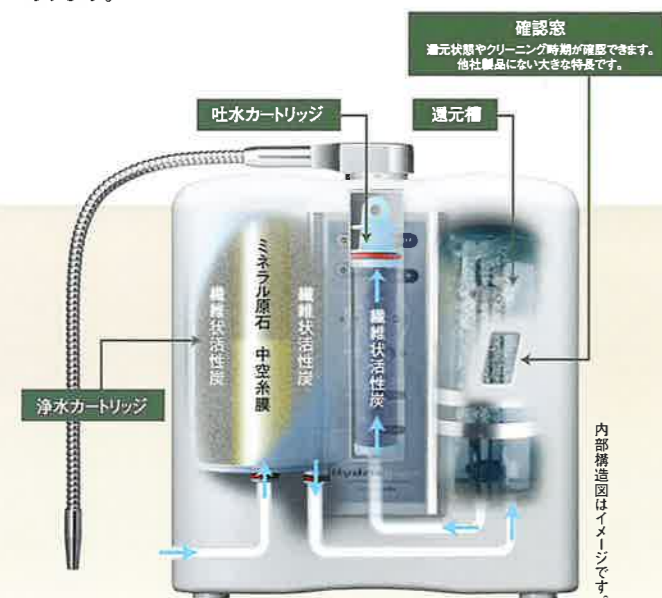 確認窓
還元状態やクリーニング時期が確認できます。
他社製品にない大きな特長です。
吐水カートリッジ
還元槽
ミネラル原石
中空糸膜
繊維状活性炭
繊維状活性炭
繊維状活性炭
浄水カートリッジ
Hydro
内部構造図はイメージです。